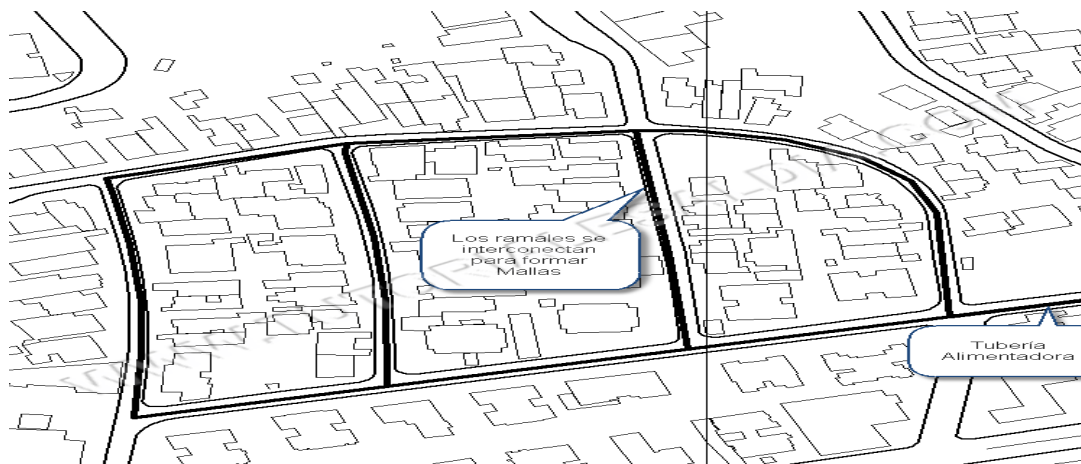 Los ramales se
interconectan
para formar
Mallas
Tubería
Alimentadora